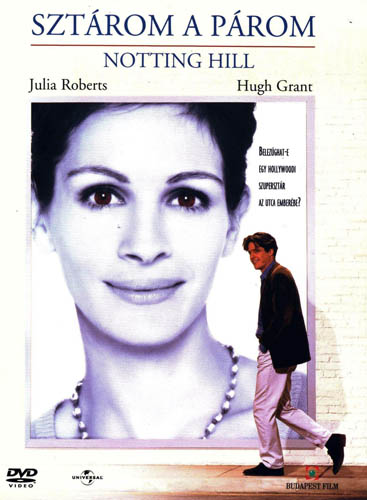 SZTÁROM A PÁROM
NOTTING HILL
Julia Roberts Hugh Grant
BELEZÚGHAT-E
EGY HOLLYWOODI
SZUPERSZTÁR
AZ UTCA EMBERÉBE?
DVD
VIDEO
UNIVERSAL
BUDAPEST FILM